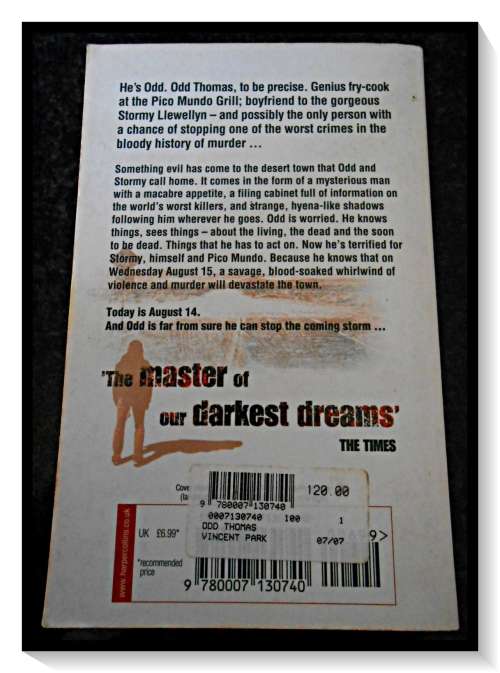 He's Odd. Odd Thomas, to be precise. Genius fry-cook
at the Pico Mundo Grill; boyfriend to the gorgeous
Stormy Llewellyn – and possibly the only person with
a chance of stopping one of the worst crimes in the
bloody history of murder ...
Something evil has come to the desert town that Odd and
Stormy call home. It comes in the form of a mysterious man
with a macabre appetite, a filing cabinet full of information on
the world's worst killers, and strange, hyena-like shadows
following him wherever he goes. Odd is worried. He knows
things, sees things – about the living, the dead and the soon
to be dead. Things that he has to act on. Now he's terrified for
Stormy, himself and Pico Mundo. Because he knows that on
Wednesday August 15, a savage, blood-soaked whirlwind of
violence and murder will devastate the town.
Today is August 14.
And Odd is far from sure he can stop the coming storm ...
'The master of
our darkest dreams'
THE TIMES
120.00
9 780007 130740
0007130740 100 1
ODD THOMAS
VINCENT PARK 07/07
www.harpercollins.co.uk
UK £6.99*
*recommended
price
9>
9 780007 130740